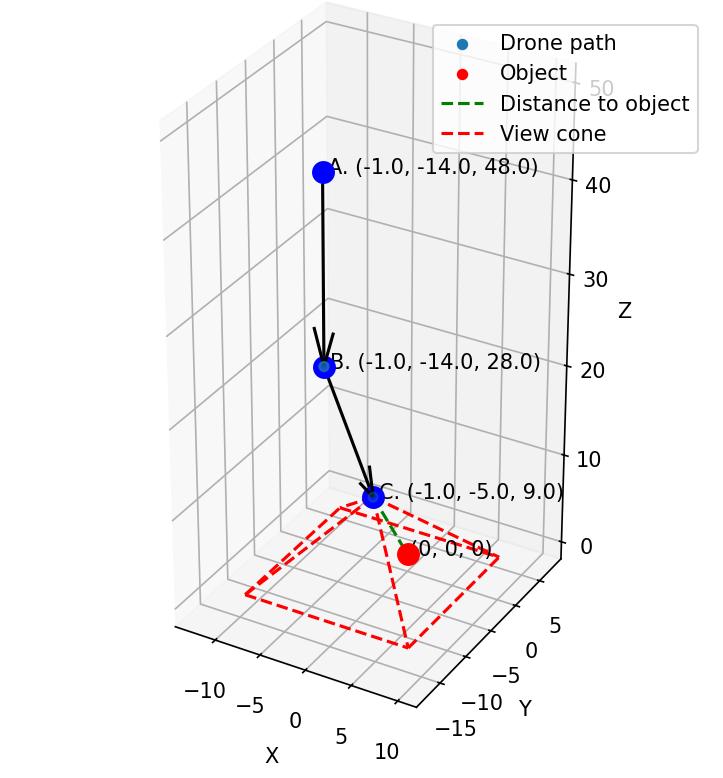 Drone path
Object
Distance to object
View cone
50
A. (-1.0, -14.0, 48.0)
40
30
Z
B. (-1.0, -14.0, 28.0)
20
10
C. (-1.0, -5.0, 9.0)
(0, 0, 0)
0
5
0
−5
−10
−15
Y
−10
−5
0
5
10
X